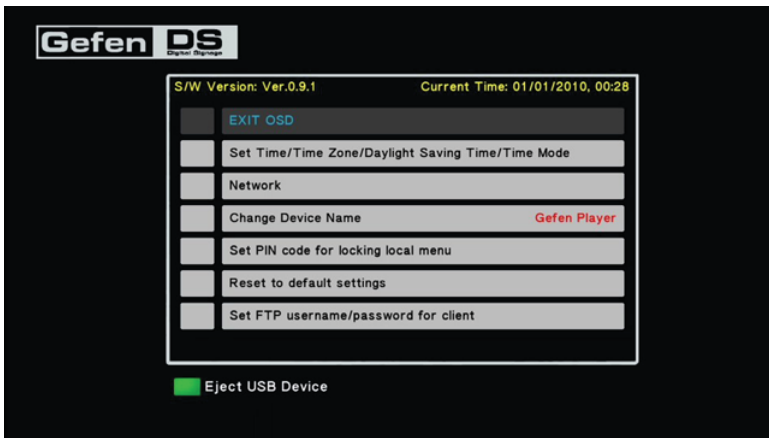 Gefen DS
Digital Signage
S/W Version: Ver.0.9.1 Current Time: 01/01/2010, 00:28
EXIT OSD
Set Time/Time Zone/Daylight Saving Time/Time Mode
Network
Change Device Name Gefen Player
Set PIN code for locking local menu
Reset to default settings
Set FTP username/password for client
Eject USB Device